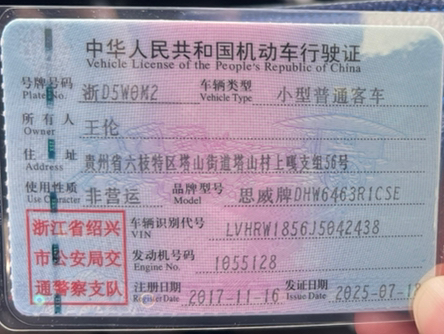 中华人民共和国机动车行驶证
Vehicle License of the People's Republic of China
号牌号码 Plate No. 浙D5W0M2 车辆类型 Vehicle Type 小型普通客车
所有人 Owner 王伦
住址 Address 贵州省六枝特区塔山街道塔山村上 支组56号
使用性质 Use Character 非营运 品牌型号 Model 思威牌DHW6463R1CSE
浙江省绍兴
市公安局交
通警察支队
车辆识别代号 VIN LVHRW1856J5042438
发动机号码 Engine No. 1055128
注册日期 Register Date 2017-11-16 发证日期 Issue Date 2025-07-1